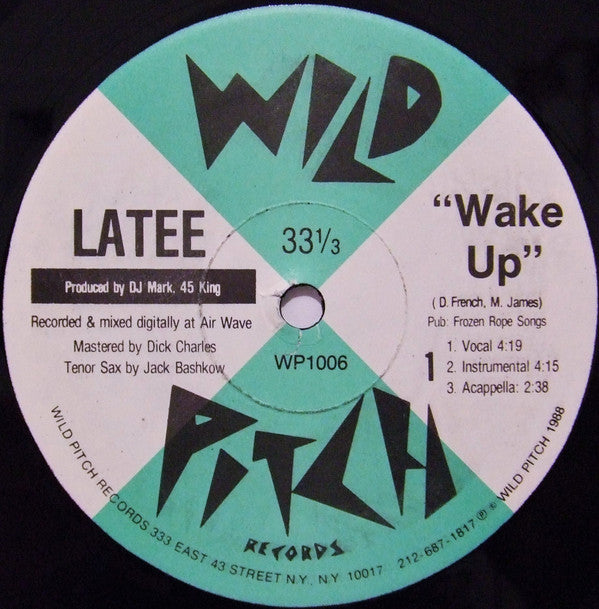 WILD
LATEE
Produced by DJ Mark, 45 King
Recorded & mixed digitally at Air Wave
Mastered by Dick Charles
Tenor Sax by Jack Bashkow
33⅓
WP1006
“Wake
Up”
( D. French, M. James)
Pub: Frozen Rope Songs
1
1. Vocal 4:19
2. Instrumental 4:15
3. Acappella: 2:38
PITCH
RECORDS
WILD PITCH RECORDS 333 EAST 43 STREET N.Y., N.Y 10017 212-687-1817 ℗ © WILD PITCH 1988